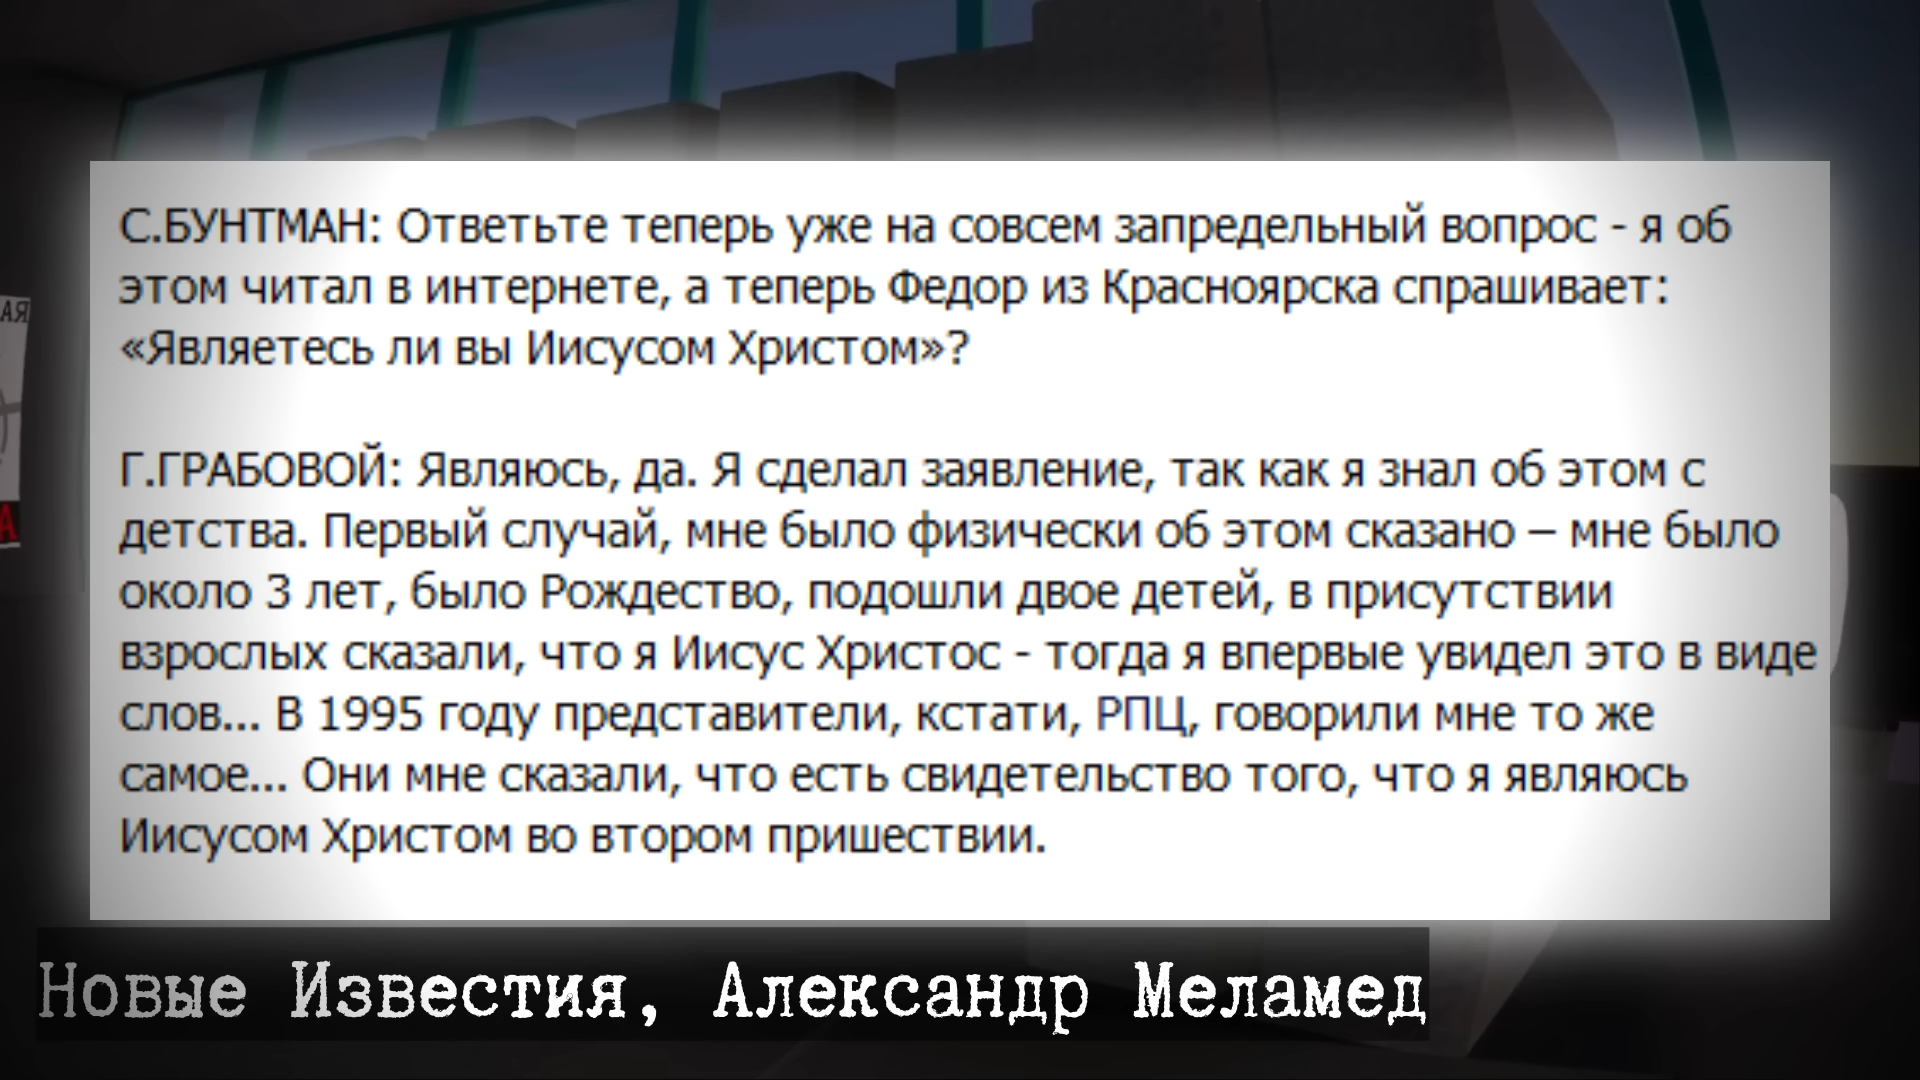 С.БУНТМАН: Ответьте теперь уже на совсем запредельный вопрос - я об
этом читал в интернете, а теперь Федор из Красноярска спрашивает:
«Являетесь ли вы Иисусом Христом»?
Г.ГРАБОВОЙ: Являюсь, да. Я сделал заявление, так как я знал об этом с
детства. Первый случай, мне было физически об этом сказано – мне было
около 3 лет, было Рождество, подошли двое детей, в присутствии
взрослых сказали, что я Иисус Христос - тогда я впервые увидел это в виде
слов... В 1995 году представители, кстати, РПЦ, говорили мне то же
самое... Они мне сказали, что есть свидетельство того, что я являюсь
Иисусом Христом во втором пришествии.
Новые Известия, Александр Меламед